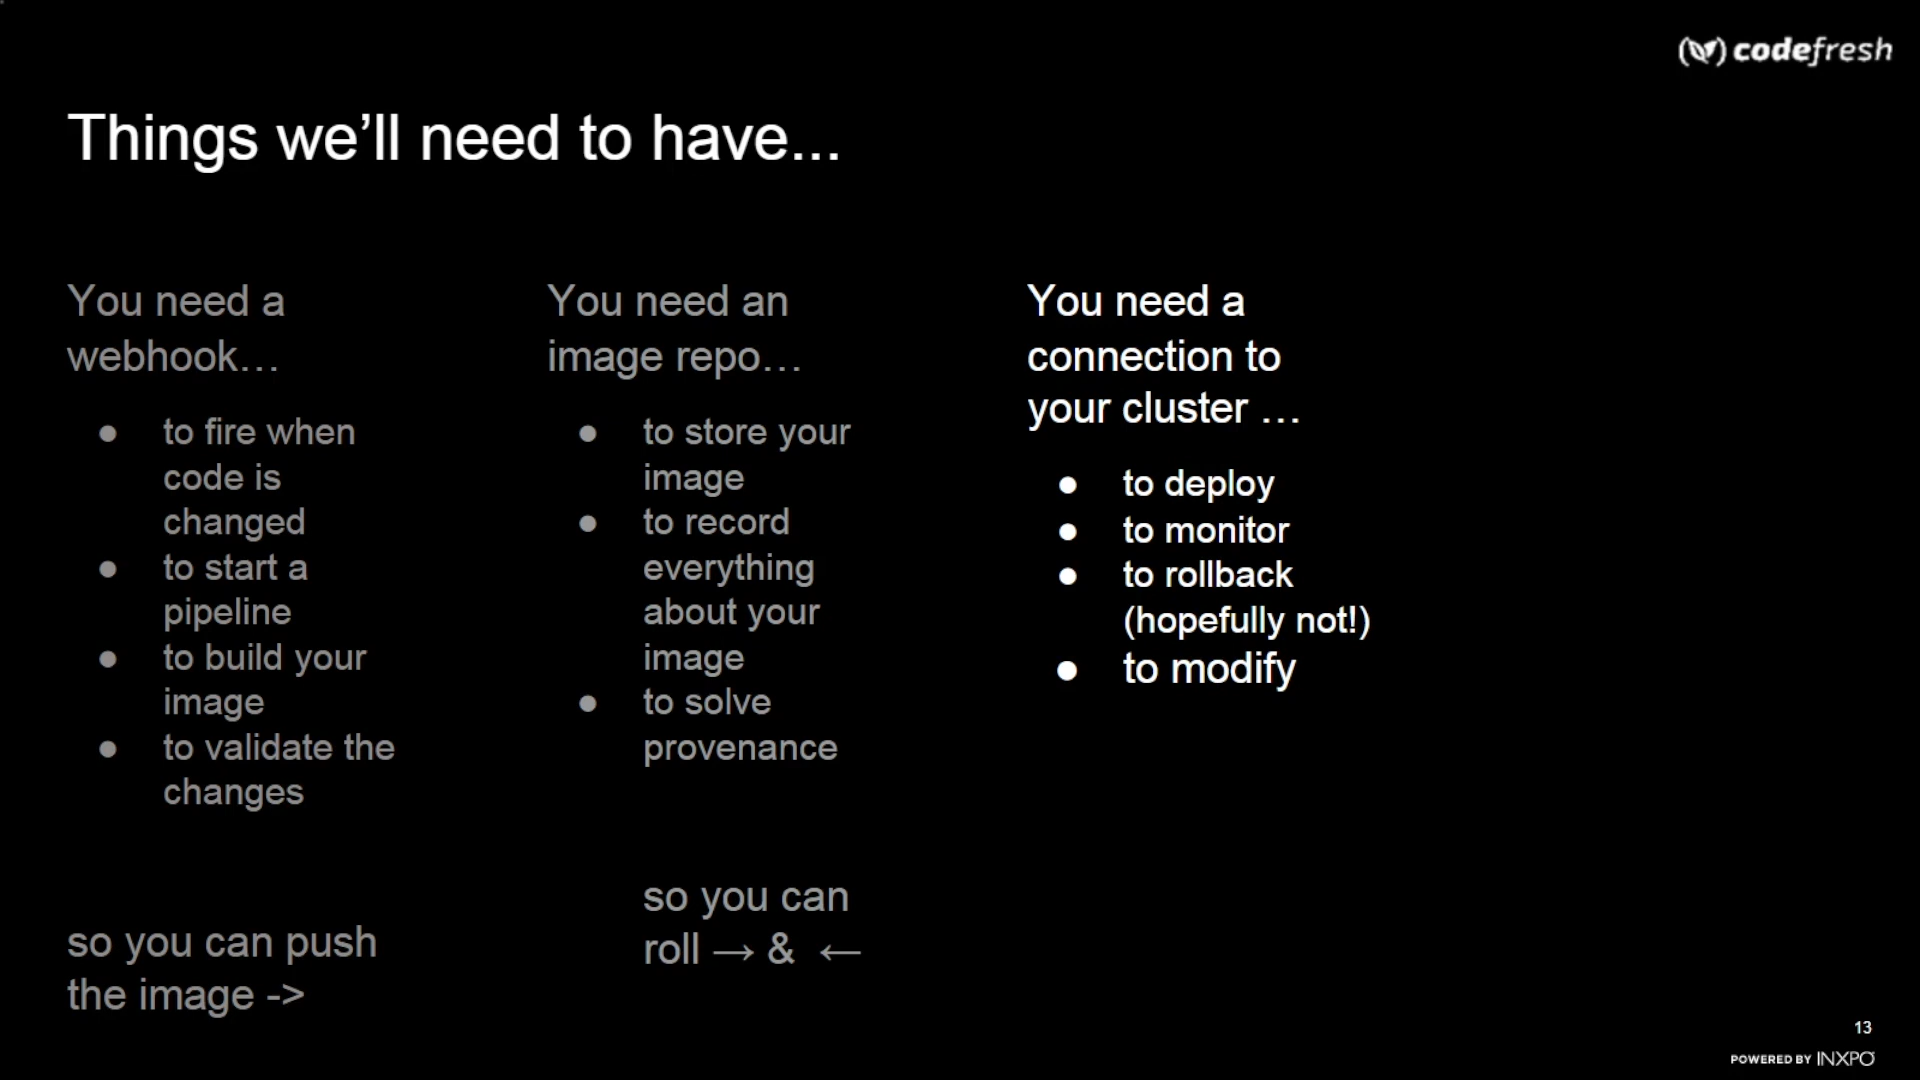 codefresh
Things we’ll need to have...
You need a
webhook…
● to fire when
code is
changed
● to start a
pipeline
● to build your
image
● to validate the
changes
so you can push
the image ->
You need an
image repo…
● to store your
image
● to record
everything
about your
image
● to solve
provenance
so you can
roll → & ←
You need a
connection to
your cluster …
● to deploy
● to monitor
● to rollback
(hopefully not!)
● to modify
13
POWERED BY INXPO